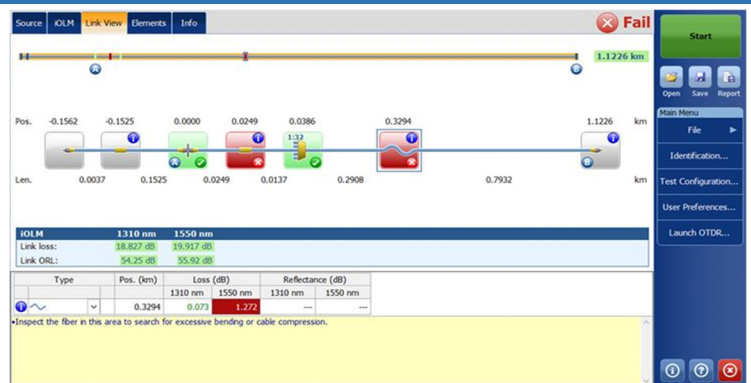 Source iOLM Link View Elements Info Fail
1.1226 km
A B
Pos. -0.1562 -0.1525 0.0000 0.0249 0.0386 0.3294 1.1226 km
1:32
A B
Len. 0.0037 0.1525 0.0249 0.0137 0.2908 0.7932 km
iOLM 1310 nm 1550 nm
Link loss: 18.827 dB 19.917 dB
Link ORL: 54.25 dB 55.92 dB
Type Pos. (km) Loss (dB) Reflectance (dB)
1310 nm 1550 nm 1310 nm 1550 nm
0.3294 0.073 1.272 --- ---
•Inspect the fiber in this area to search for excessive bending or cable compression.
Start
Open Save Report
Main Menu
File
Identification...
Test Configuration...
User Preferences...
Launch OTDR...